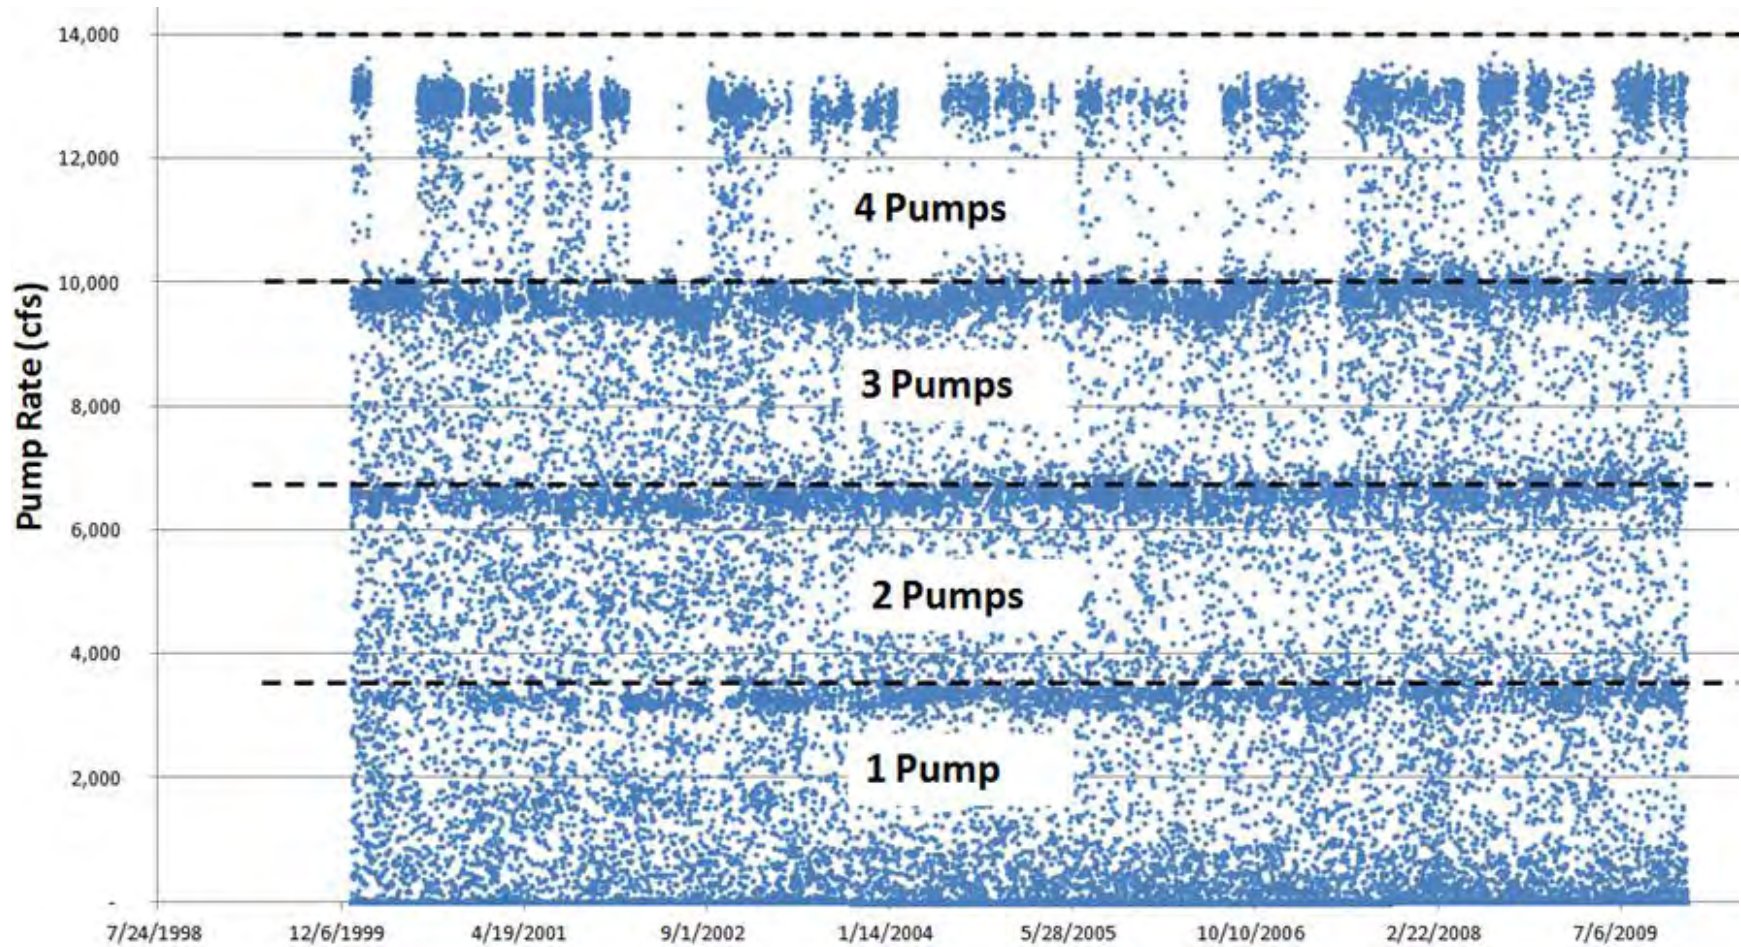 14,000
12,000
4 Pumps
10,000
3 Pumps
8,000
Pump Rate (cfs)
6,000
2 Pumps
4,000
1 Pump
2,000
-
7/24/1998 12/6/1999 4/19/2001 9/1/2002 1/14/2004 5/28/2005 10/10/2006 2/22/2008 7/6/2009